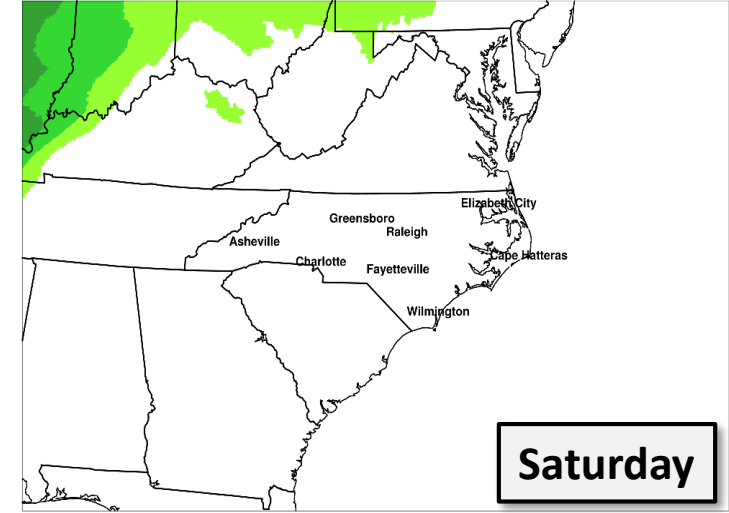 Elizabeth City
Greensboro
Raleigh
Asheville
Cape Hatteras
Charlotte
Fayetteville
Wilmington
Saturday